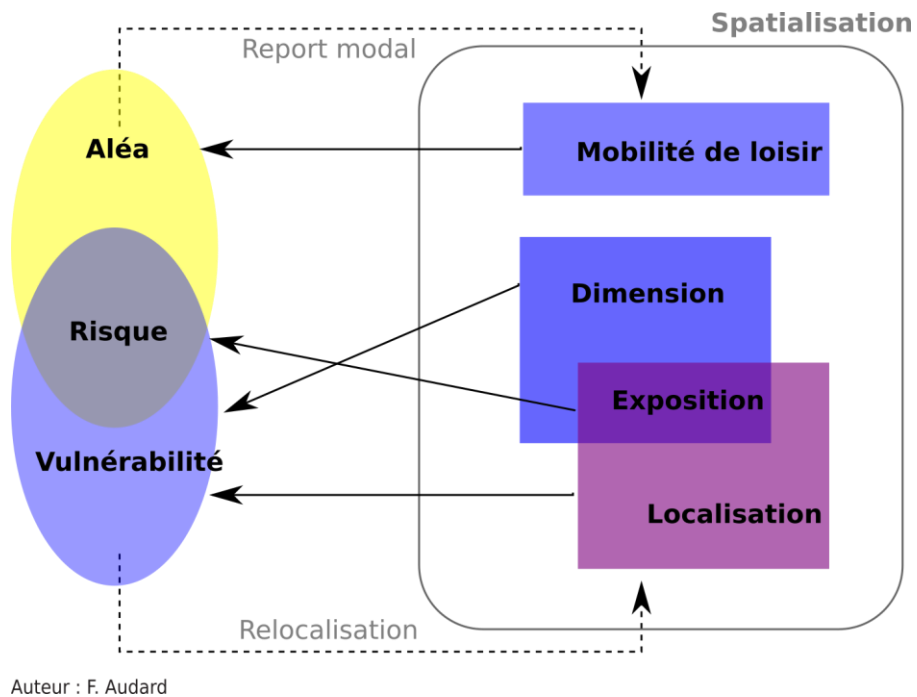 Spatialisation
Report modal
Aléa
Mobilité de loisir
Dimension
Risque
Exposition
Vulnérabilité
Localisation
Relocalisation
Auteur : F. Audard